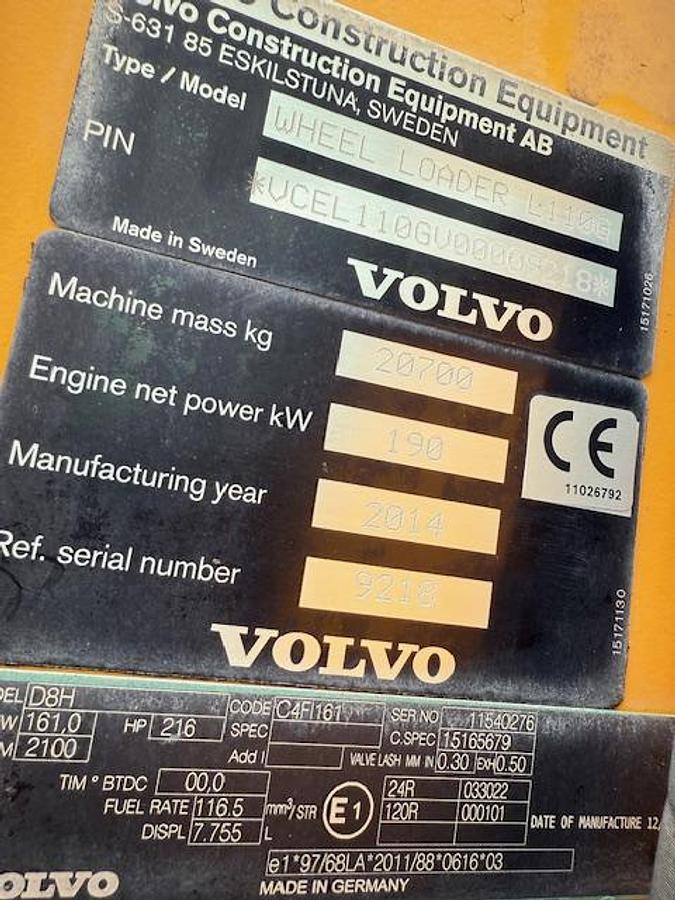 Volvo Construction Equipment
Volvo Construction Equipment AB
S-631 85 ESKILSTUNA, SWEDEN
Type / Model WHEEL LOADER L110G
PIN *VCEL110GV00009218*
Made in Sweden
VOLVO
15171026
Machine mass kg 20700
Engine net power kW 190
Manufacturing year 2014
Ref. serial number 9218
CE
11026792
VOLVO
15171130
DEL D8H CODE C4FI161 SER NO 11540276
W 161,0 HP 216 SPEC C.SPEC 15165679
M 2100 Add I VALVE LASH MM IN 0.30 EXH 0.50
TIM ° BTDC 00,0 24R 033022
FUEL RATE 116.5 mm³/STR E1 120R 000101
DISPL 7.755 L DATE OF MANUFACTURE 12,
e1*97/68LA*2011/88*0616*03
VOLVO MADE IN GERMANY